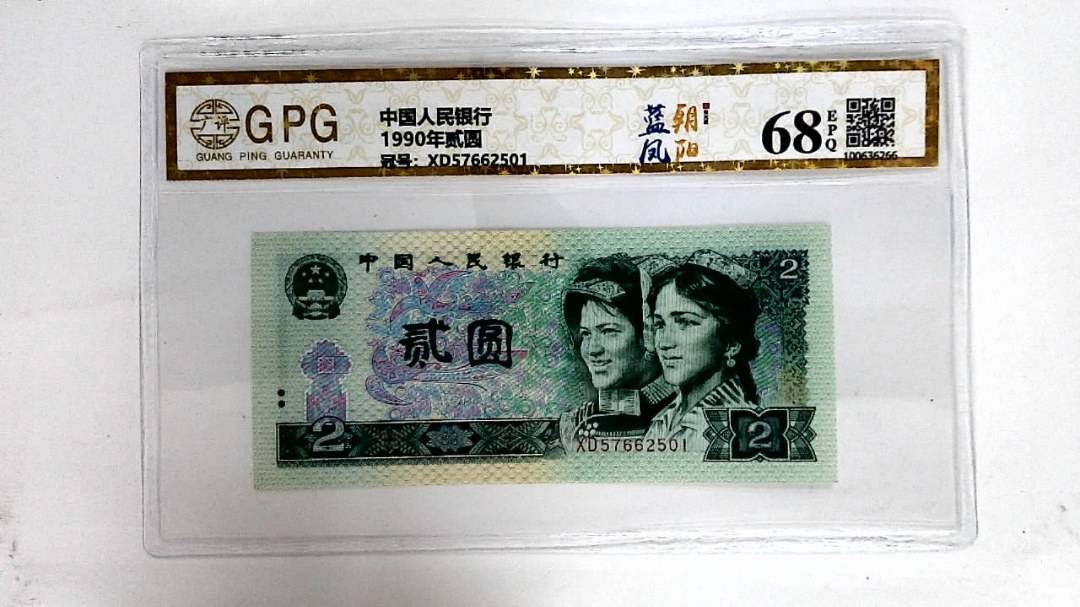 GPG
GUANG PING GUARANTY
中国人民银行
1990年贰圆
冠号: XD57662501
蓝凤
朝阳
68
EPQ
100636266
中国人民银行
2
贰圆
2
XD57662501
2